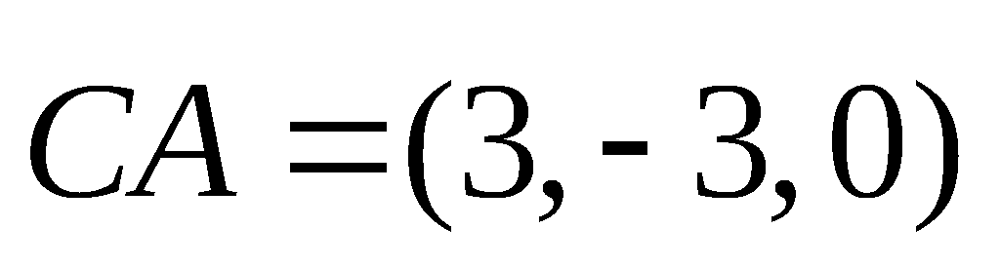 CA = (3, - 3, 0)